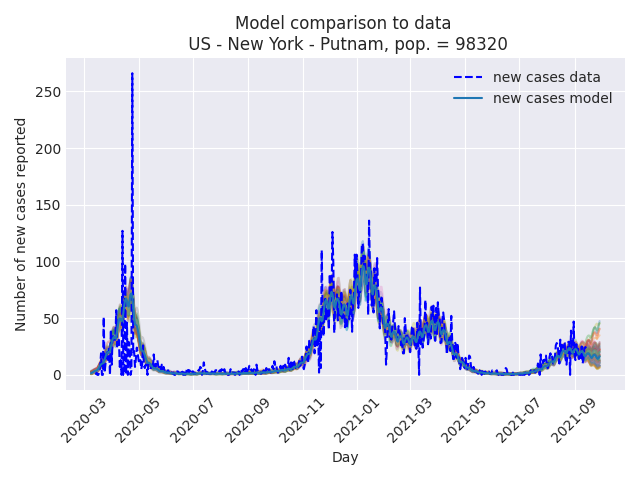 Model comparison to data
US - New York - Putnam, pop. = 98320
new cases data
new cases model
Number of new cases reported
250
200
150
100
50
0
2020-03
2020-05
2020-07
2020-09
2020-11
2021-01
2021-03
2021-05
2021-07
2021-09
Day